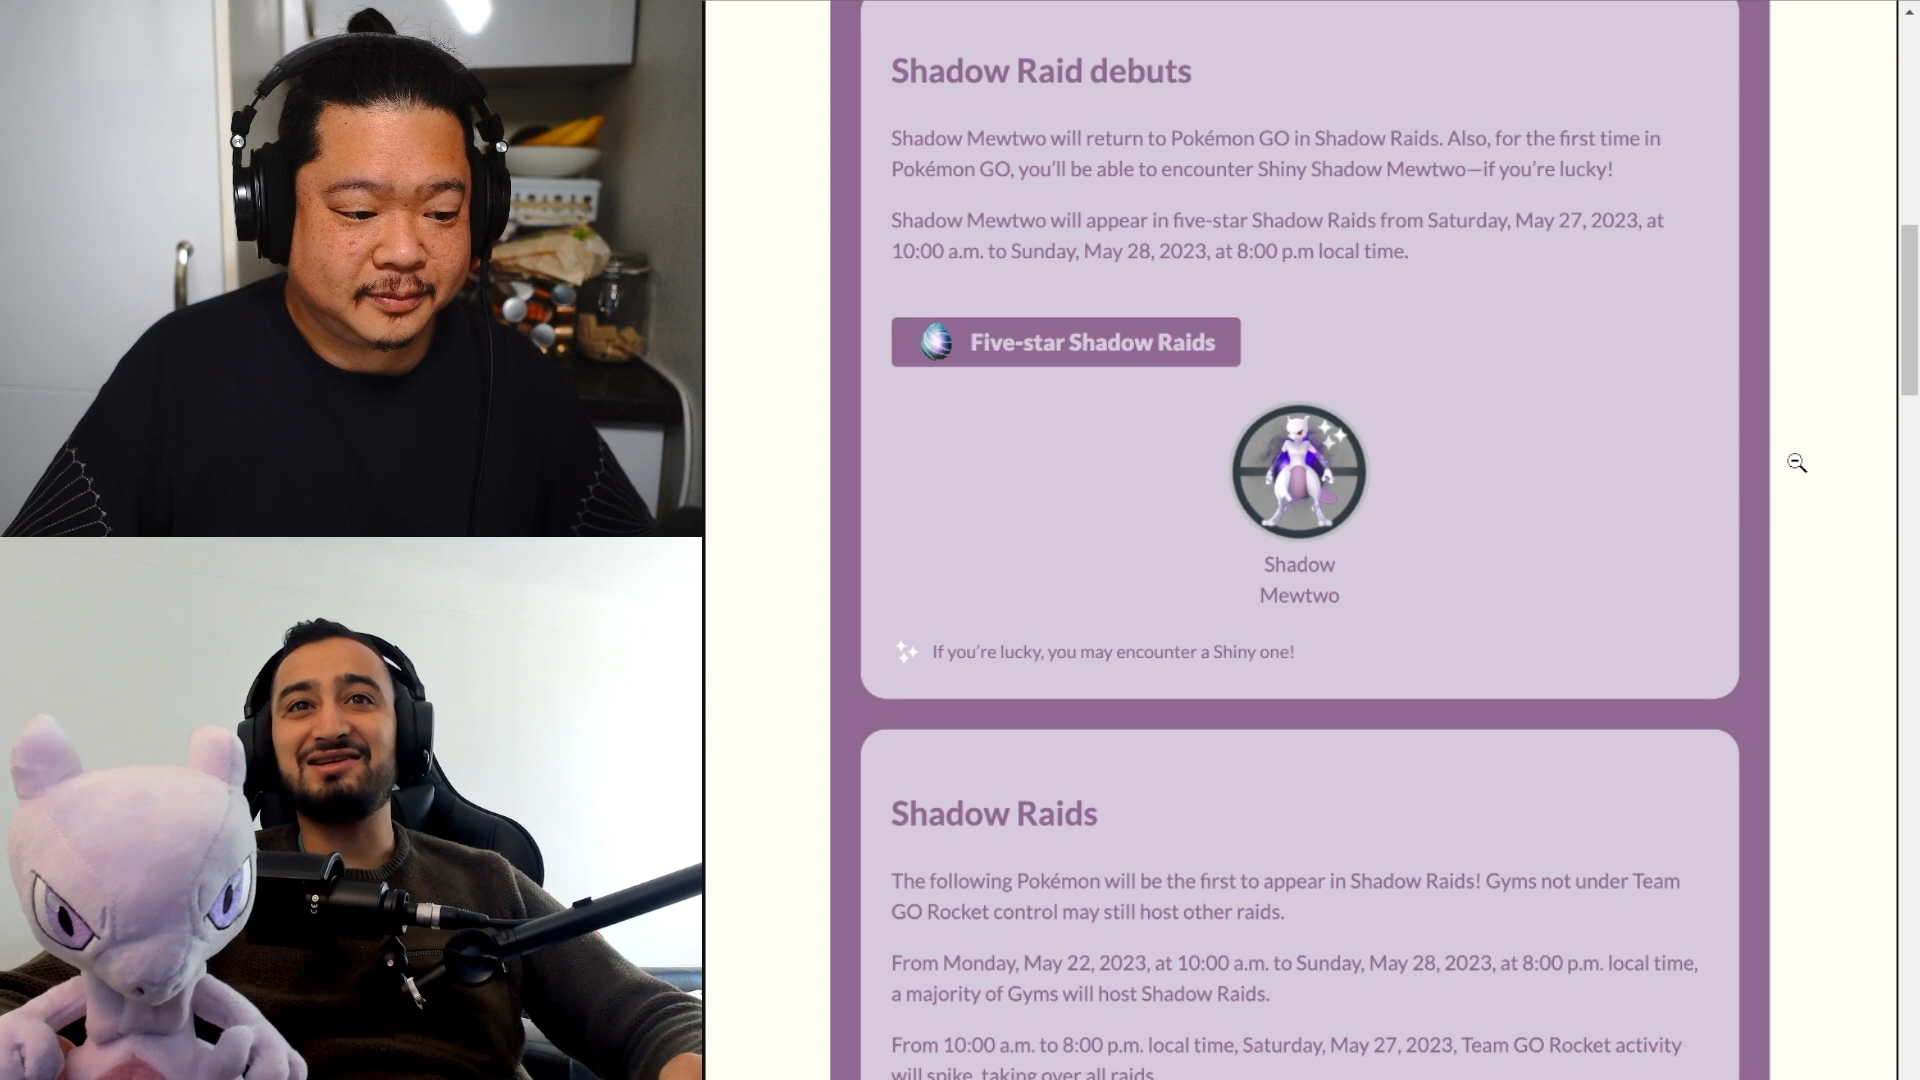 Shadow Raid debuts
Shadow Mewtwo will return to Pokémon GO in Shadow Raids. Also, for the first time in
Pokémon GO, you’ll be able to encounter Shiny Shadow Mewtwo—if you’re lucky!
Shadow Mewtwo will appear in five-star Shadow Raids from Saturday, May 27, 2023, at
10:00 a.m. to Sunday, May 28, 2023, at 8:00 p.m local time.
Five-star Shadow Raids
Shadow
Mewtwo
If you’re lucky, you may encounter a Shiny one!
Shadow Raids
The following Pokémon will be the first to appear in Shadow Raids! Gyms not under Team
GO Rocket control may still host other raids.
From Monday, May 22, 2023, at 10:00 a.m. to Sunday, May 28, 2023, at 8:00 p.m. local time,
a majority of Gyms will host Shadow Raids.
From 10:00 a.m. to 8:00 p.m. local time, Saturday, May 27, 2023, Team GO Rocket activity
will spike, taking over all raids.